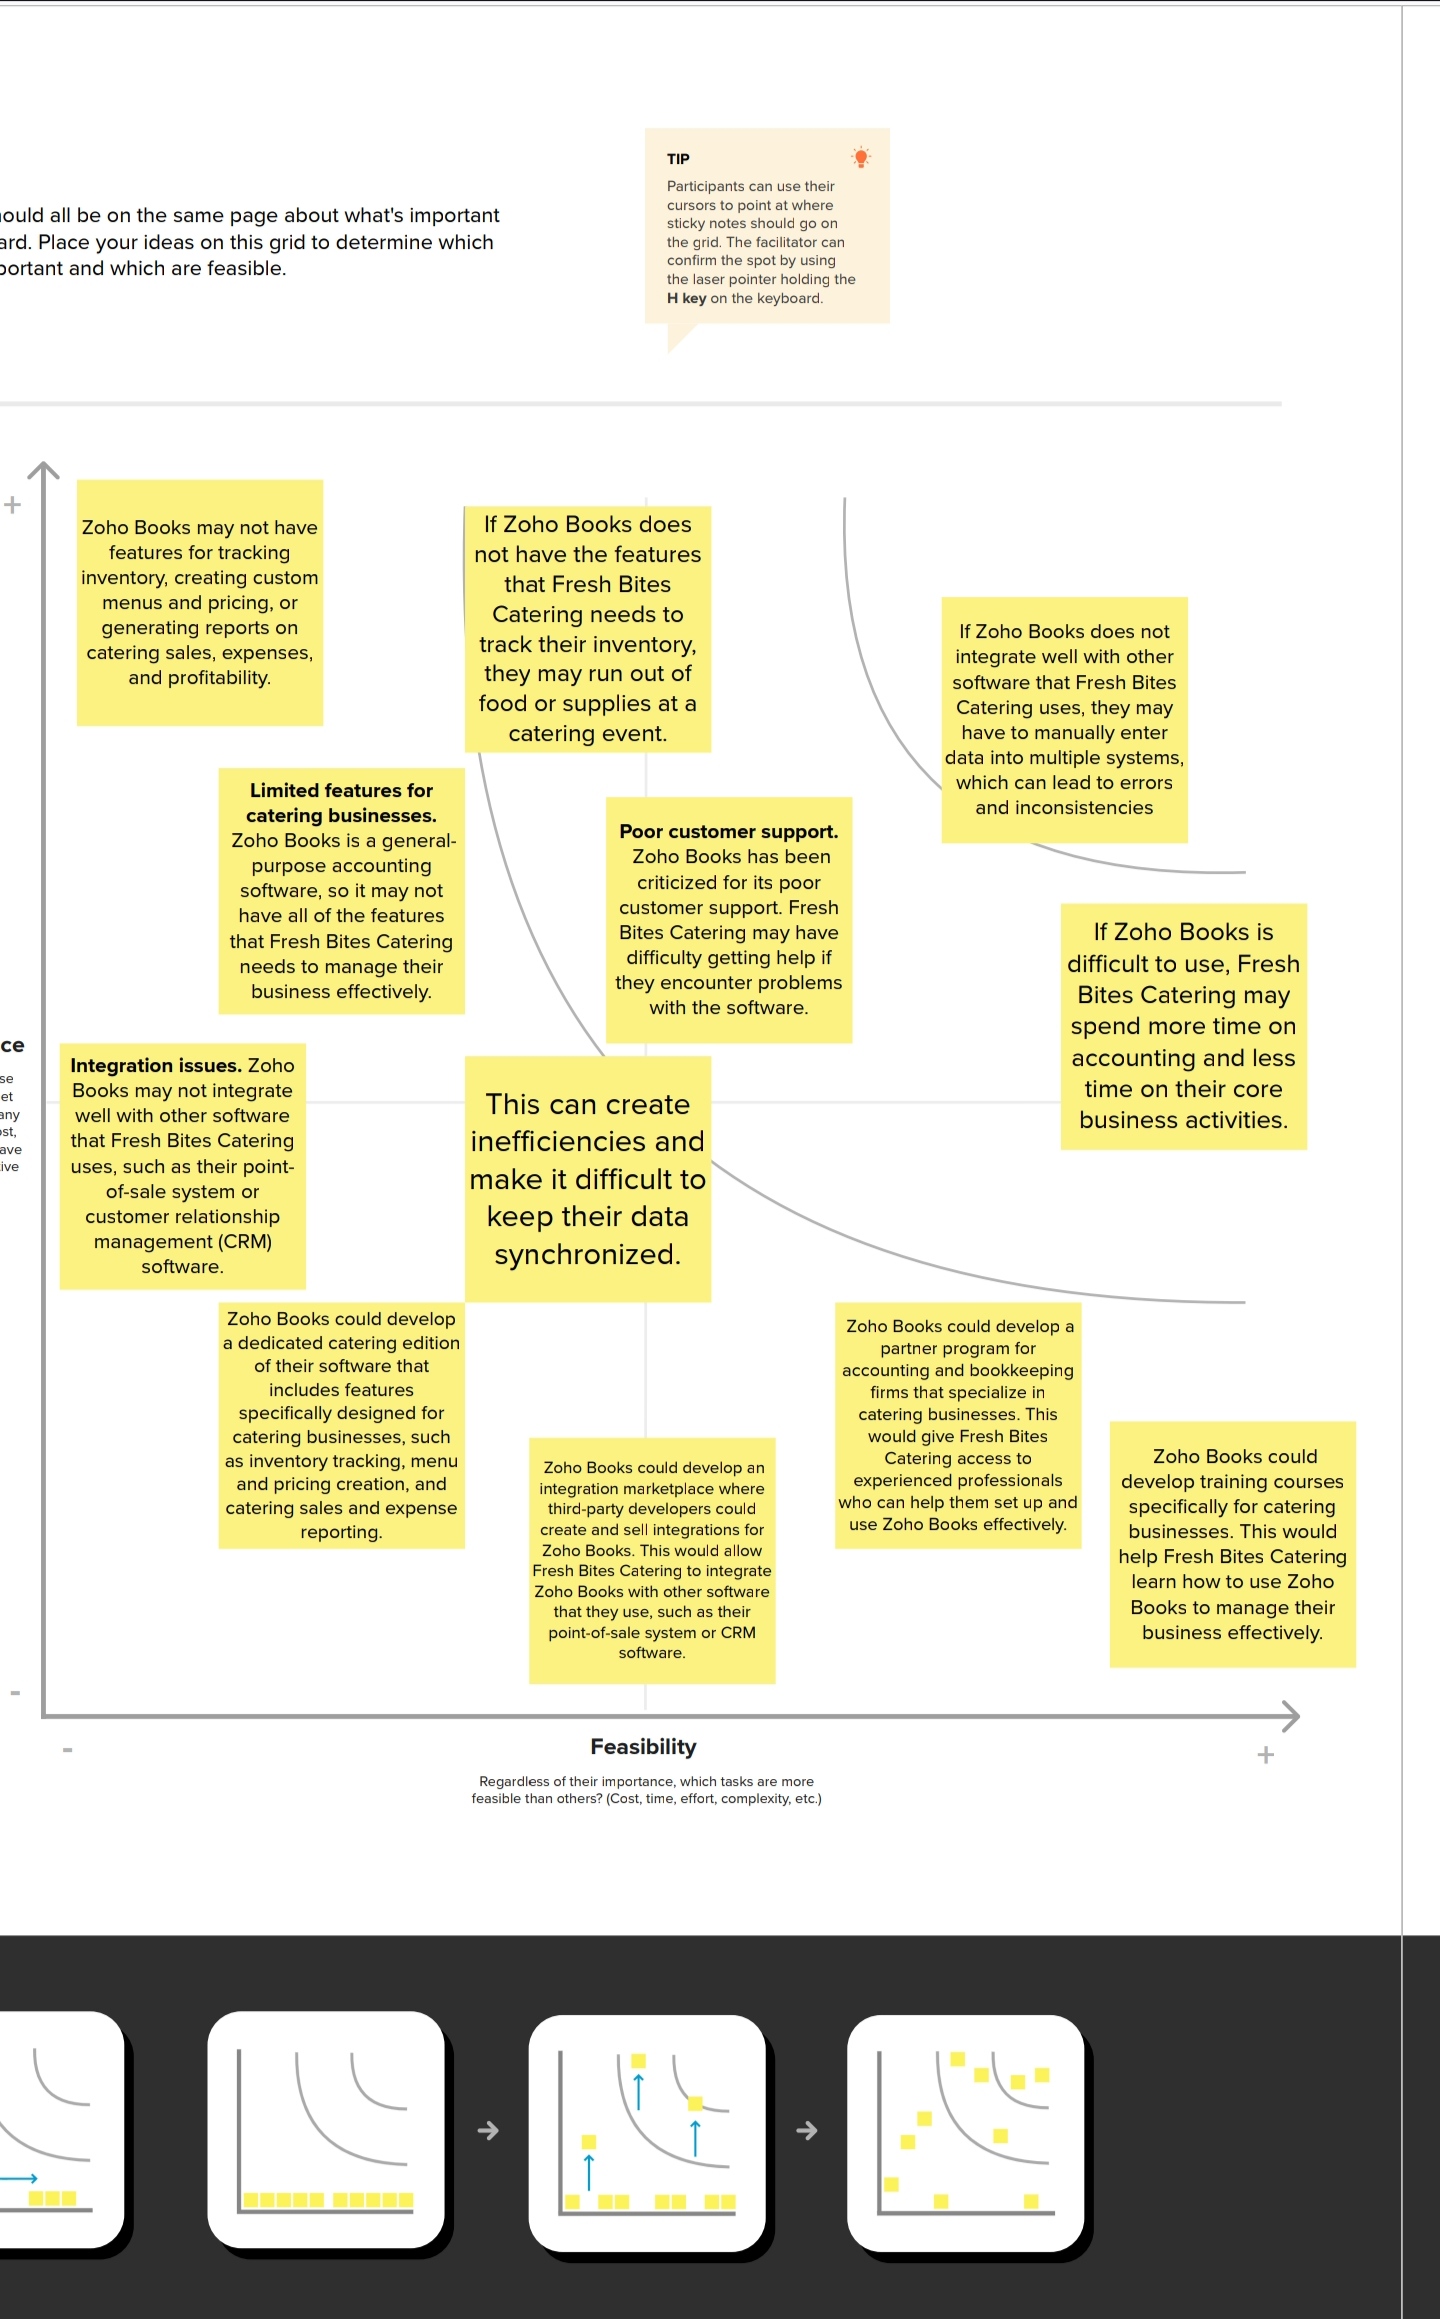 TIP
Participants can use their
cursors to point at where
sticky notes should go on
the grid. The facilitator can
confirm the spot by using
the laser pointer holding the
H key on the keyboard.
ould all be on the same page about what's important
ard. Place your ideas on this grid to determine which
portant and which are feasible.
+
Zoho Books may not have
features for tracking
inventory, creating custom
menus and pricing, or
generating reports on
catering sales, expenses,
and profitability.
If Zoho Books does
not have the features
that Fresh Bites
Catering needs to
track their inventory,
they may run out of
food or supplies at a
catering event.
If Zoho Books does not
integrate well with other
software that Fresh Bites
Catering uses, they may
have to manually enter
data into multiple systems,
which can lead to errors
and inconsistencies
Limited features for
catering businesses.
Zoho Books is a general-
purpose accounting
software, so it may not
have all of the features
that Fresh Bites Catering
needs to manage their
business effectively.
Poor customer support.
Zoho Books has been
criticized for its poor
customer support. Fresh
Bites Catering may have
difficulty getting help if
they encounter problems
with the software.
If Zoho Books is
difficult to use, Fresh
Bites Catering may
spend more time on
accounting and less
time on their core
business activities.
ce
se
et
any
ost,
ave
tive
Integration issues. Zoho
Books may not integrate
well with other software
that Fresh Bites Catering
uses, such as their point-
of-sale system or
customer relationship
management (CRM)
software.
This can create
inefficiencies and
make it difficult to
keep their data
synchronized.
Zoho Books could develop
a dedicated catering edition
of their software that
includes features
specifically designed for
catering businesses, such
as inventory tracking, menu
and pricing creation, and
catering sales and expense
reporting.
Zoho Books could develop an
integration marketplace where
third-party developers could
create and sell integrations for
Zoho Books. This would allow
Fresh Bites Catering to integrate
Zoho Books with other software
that they use, such as their
point-of-sale system or CRM
software.
Zoho Books could develop a
partner program for
accounting and bookkeeping
firms that specialize in
catering businesses. This
would give Fresh Bites
Catering access to
experienced professionals
who can help them set up and
use Zoho Books effectively.
Zoho Books could
develop training courses
specifically for catering
businesses. This would
help Fresh Bites Catering
learn how to use Zoho
Books to manage their
business effectively.
-
-
Feasibility
+
Regardless of their importance, which tasks are more
feasible than others? (Cost, time, effort, complexity, etc.)